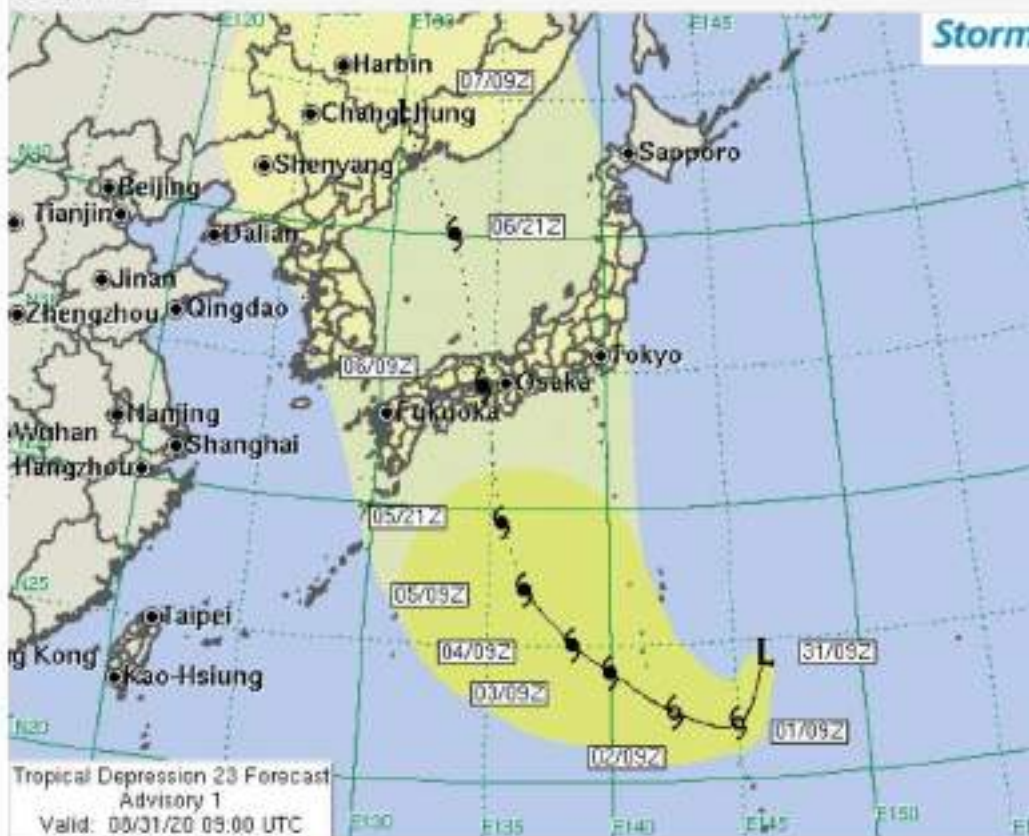 E120
E130
E145
Storm
Harbin
07/09Z
Changchung
L
N40
Shenyang
Sapporo
Beijing
Tianjin
Dalian
06/21Z
Jinan
Zhengzhou
Qingdao
Tokyo
06/09Z
Osaka
Nanjing
Fukuoka
Wuhan
Shanghai
Hangzhou
05/21Z
N25
05/09Z
Taipei
04/09Z
L
31/09Z
ng Kong
Kao-Hsiung
03/09Z
N20
01/09Z
02/09Z
Tropical Depression 23 Forecast
Advisory 1
Valid: 08/31/20 09:00 UTC
E130
E135
E140
E145
E150